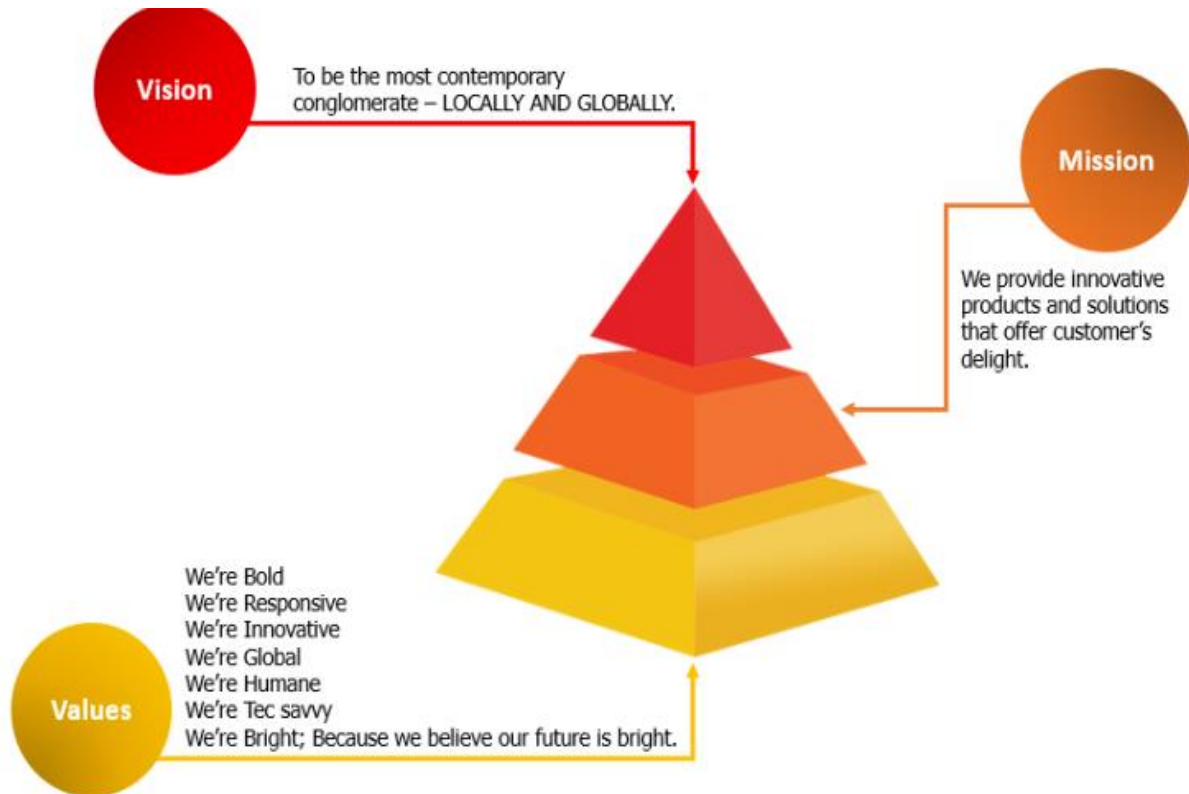 Vision
To be the most contemporary
conglomerate – LOCALLY AND GLOBALLY.
Mission
We provide innovative
products and solutions
that offer customer's
delight.
Values
We're Bold
We're Responsive
We're Innovative
We're Global
We're Humane
We're Tec savvy
We're Bright; Because we believe our future is bright.